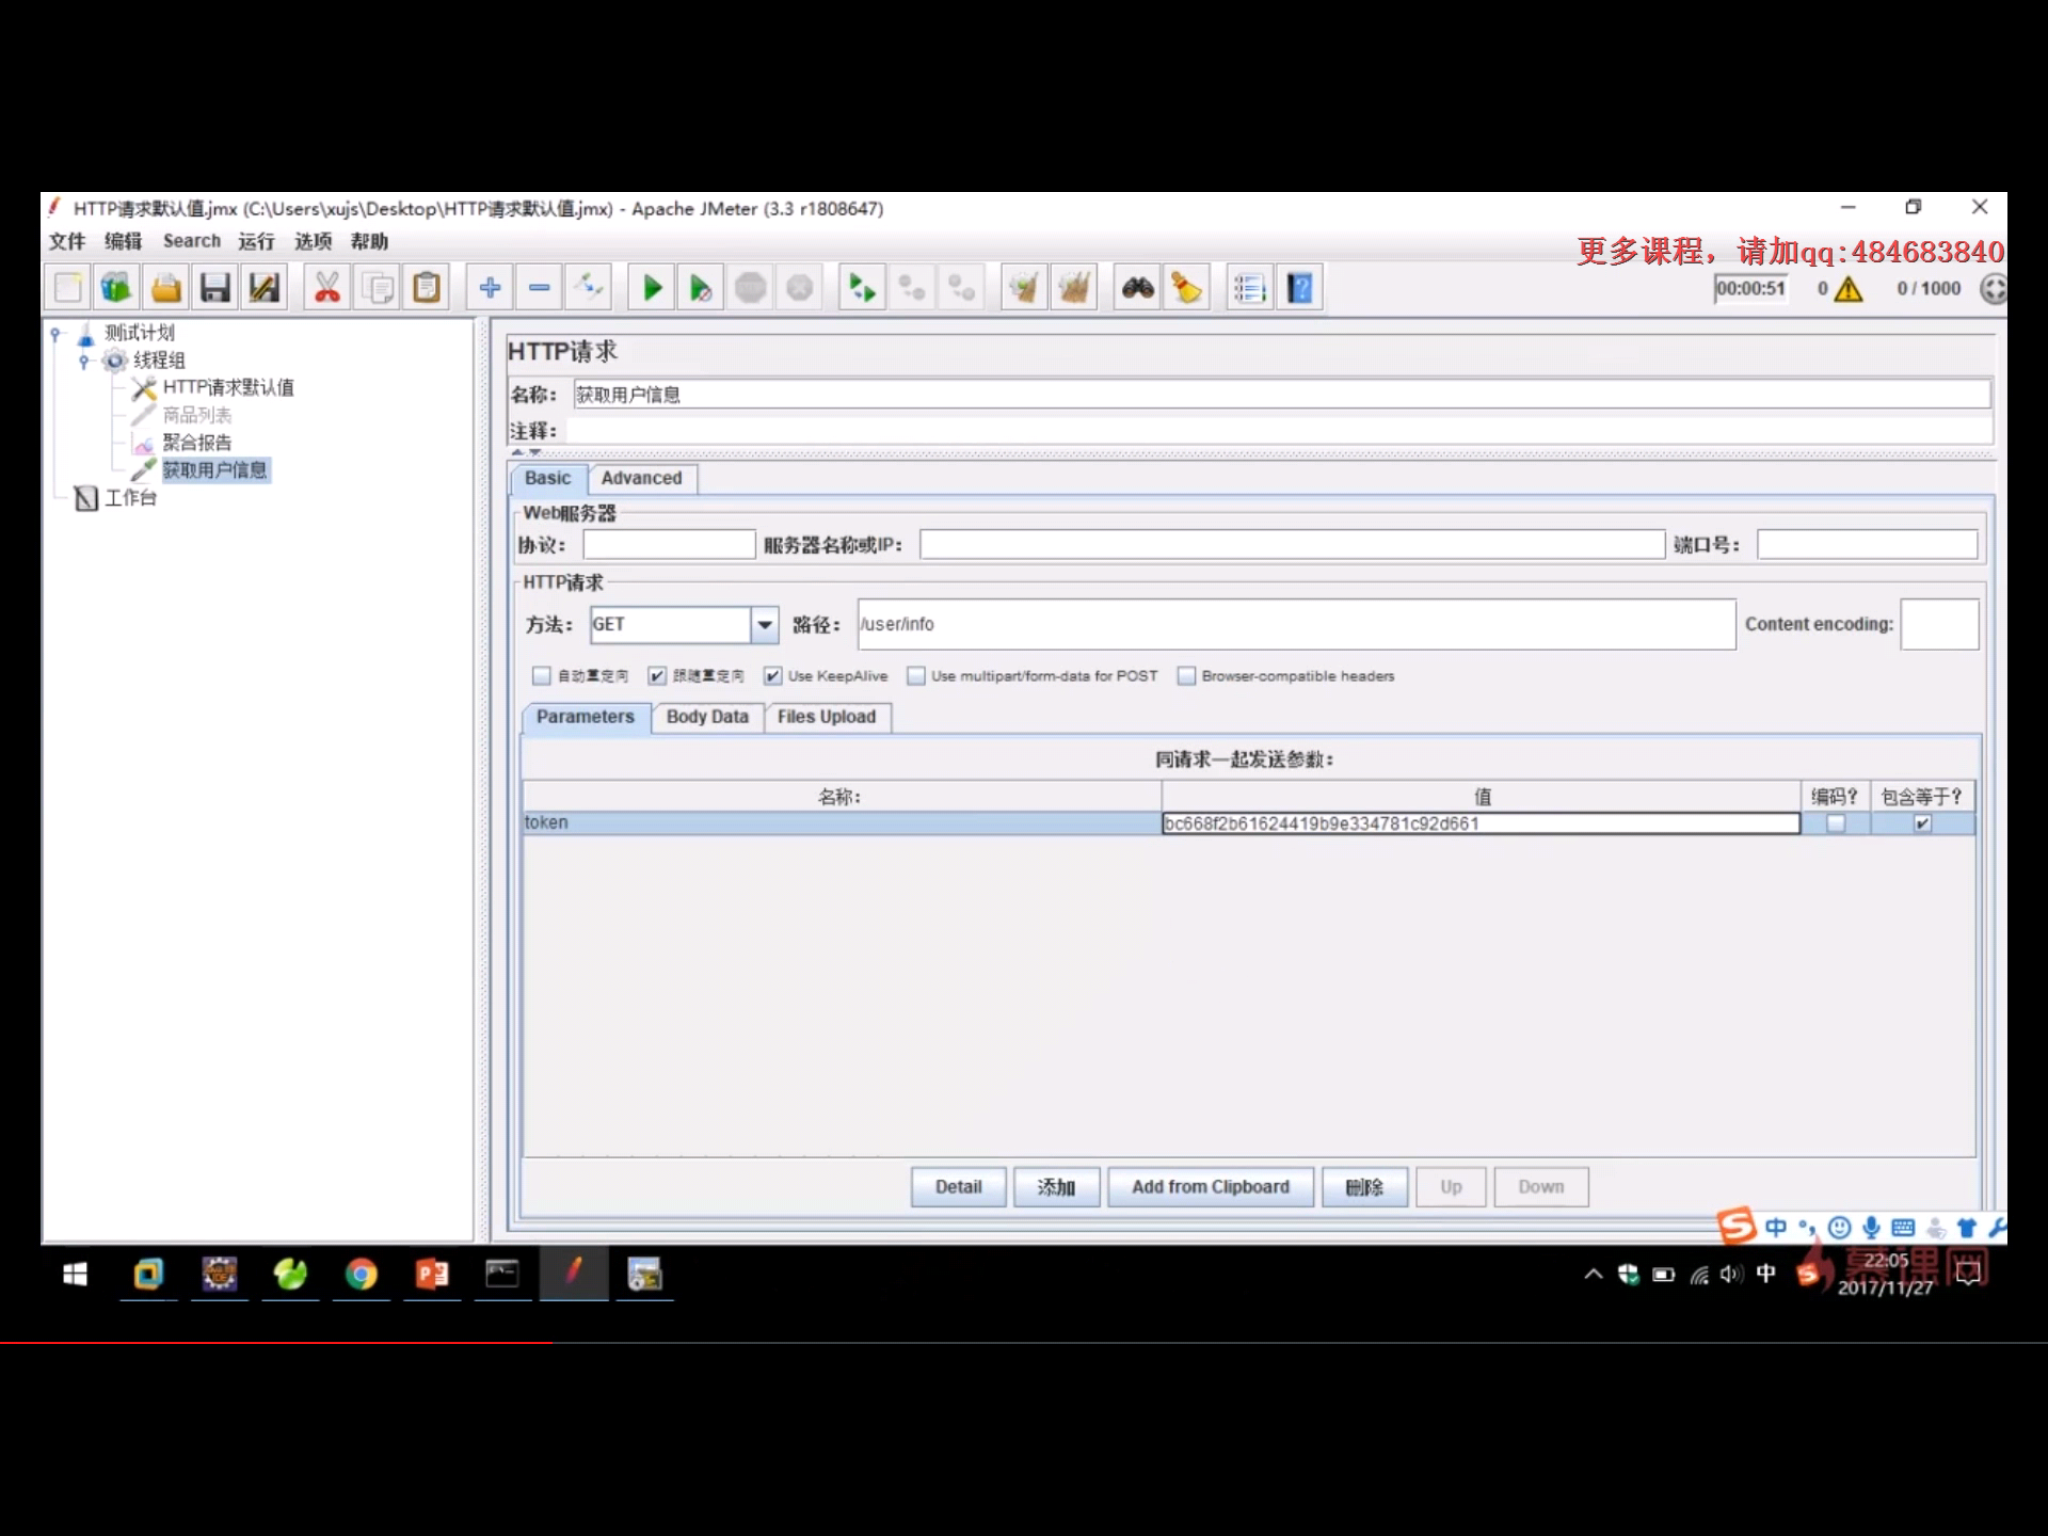 HTTP请求默认值.jmx (C:\Users\xujs\Desktop\HTTP请求默认值.jmx) - Apache JMeter (3.3 r1808647)
文件 编辑 Search 运行 选项 帮助
更多课程，请加qq:484683840
00:00:51 0 0 / 1000
测试计划
线程组
HTTP请求默认值
商品列表
聚合报告
获取用户信息
工作台
HTTP请求
名称： 获取用户信息
注释：
Basic Advanced
Web服务器
协议： 服务器名称或IP： 端口号：
HTTP请求
方法： GET 路径： /user/info Content encoding:
自动重定向 跟随重定向 Use KeepAlive Use multipart/form-data for POST Browser-compatible headers
Parameters Body Data Files Upload
同请求一起发送参数：
名称： 值 编码？ 包含等于？
token bc668f2b61624419b9e334781c92d661
Detail 添加 Add from Clipboard 删除 Up Down
中
中 22:05
慕课网
2017/11/27